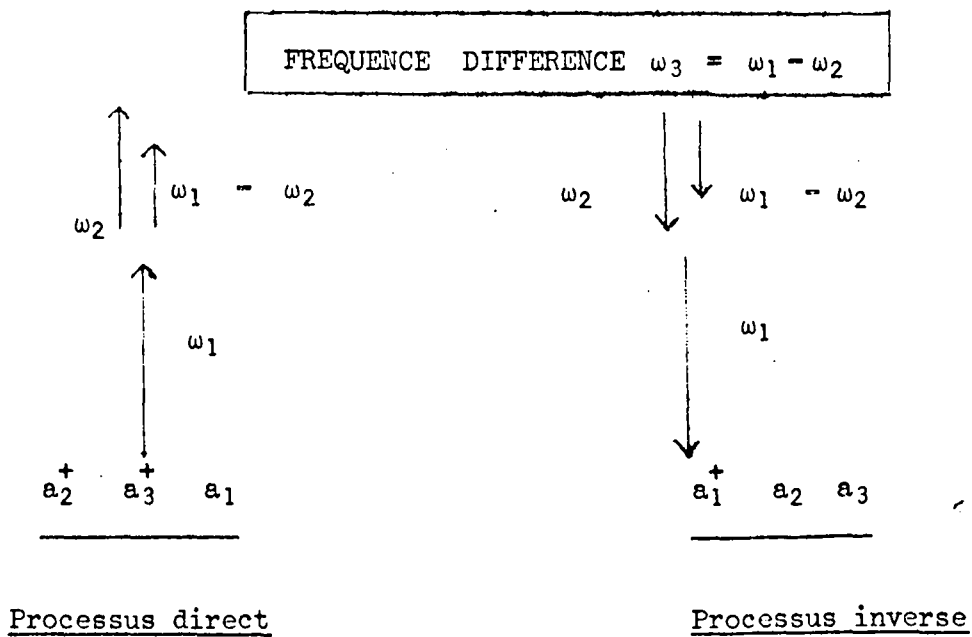 FREQUENCE DIFFERENCE ω₃ = ω₁ - ω₂
ω₂ ω₁ - ω₂ ω₂ ω₁ - ω₂
ω₁ ω₁
a₂⁺ a₃⁺ a₁ a₁⁺ a₂ a₃
Processus direct Processus inverse